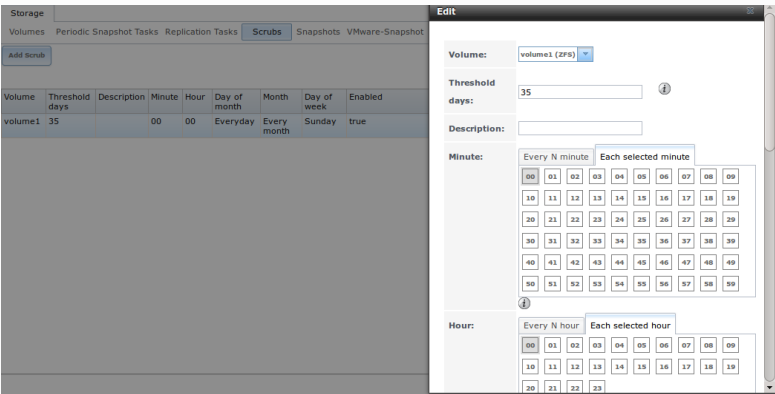 Storage
Volumes Periodic Snapshot Tasks Replication Tasks Scrubs Snapshots VMware-Snapshot
Add Scrub
Volume Threshold days Description Minute Hour Day of month Month Day of week Enabled
volume1 35 00 00 Everyday Every month Sunday true
Edit
Volume: volume1 (ZFS)
Threshold days: 35
Description:
Minute: Every N minute Each selected minute
00 01 02 03 04 05 06 07 08 09
10 11 12 13 14 15 16 17 18 19
20 21 22 23 24 25 26 27 28 29
30 31 32 33 34 35 36 37 38 39
40 41 42 43 44 45 46 47 48 49
50 51 52 53 54 55 56 57 58 59
Hour: Every N hour Each selected hour
00 01 02 03 04 05 06 07 08 09
10 11 12 13 14 15 16 17 18 19
20 21 22 23